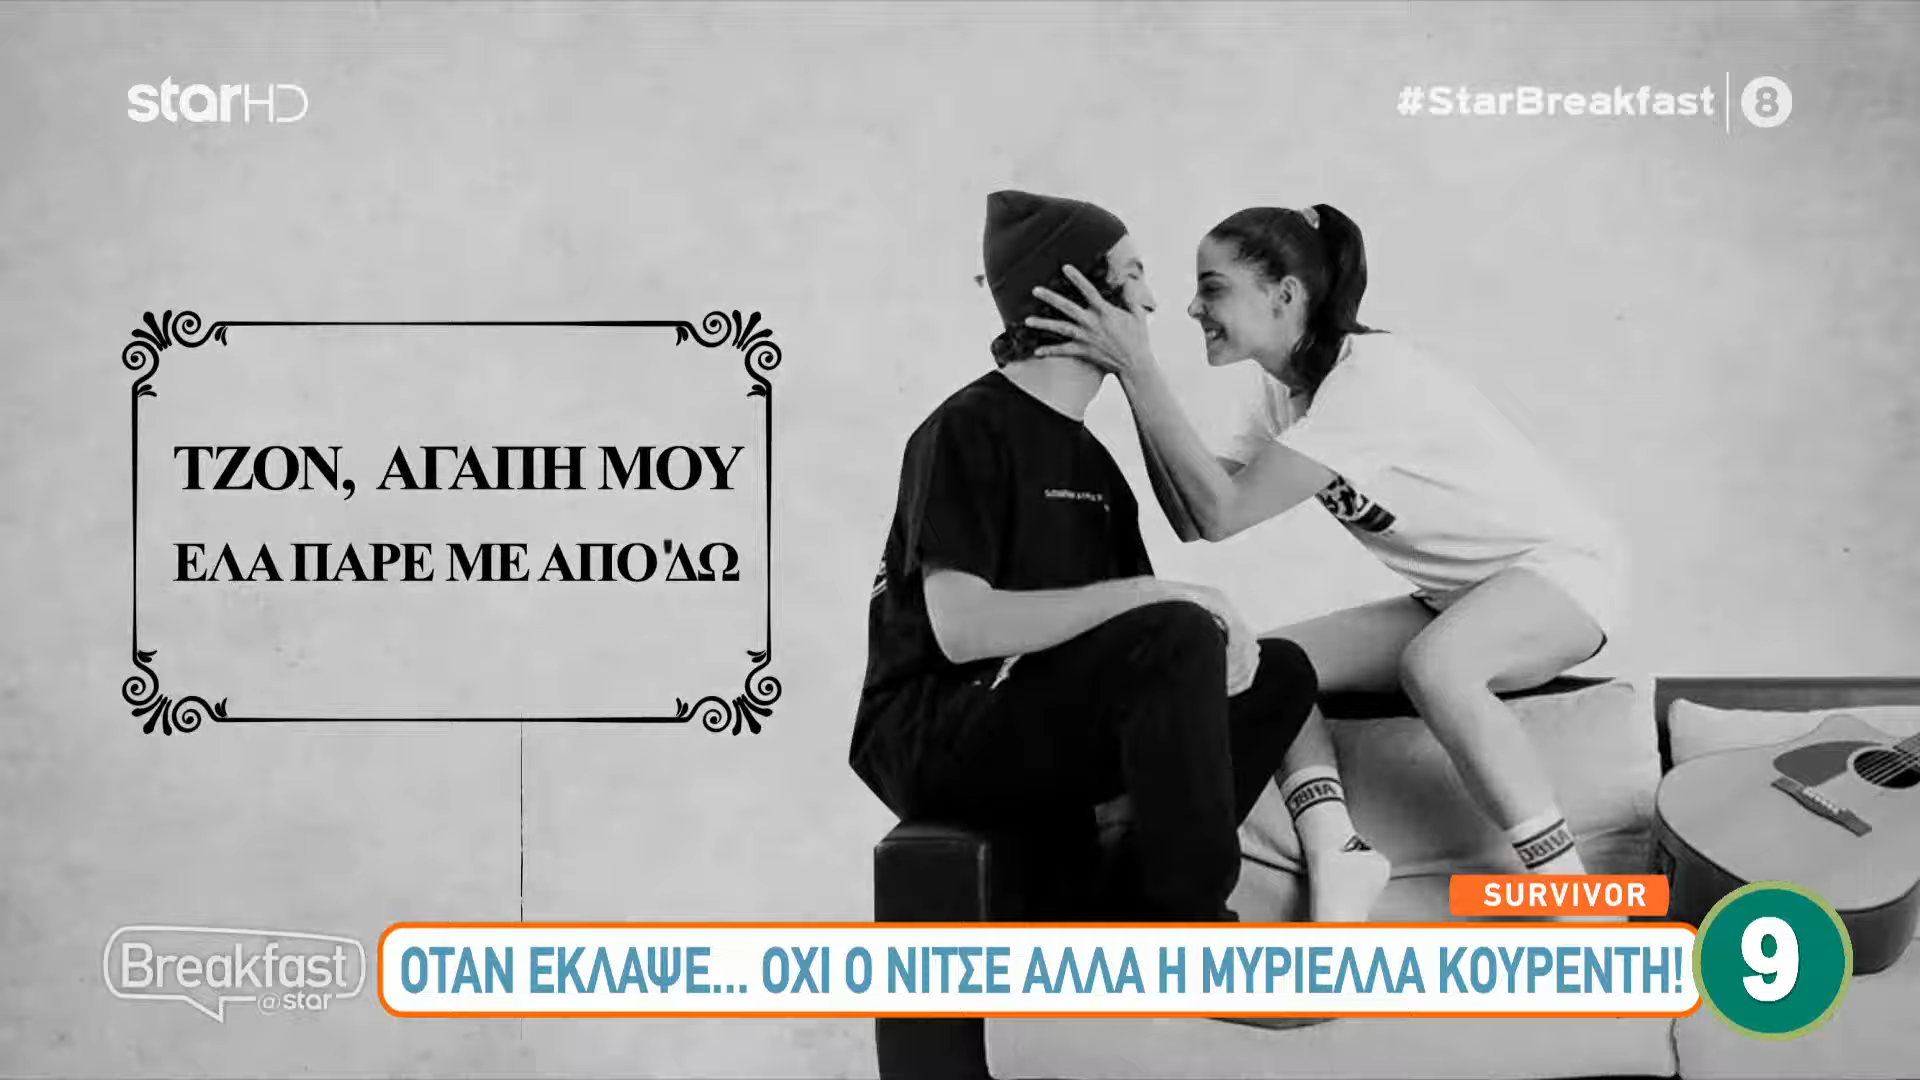 starHD
#StarBreakfast 8
ΤΖΟΝ, ΑΓΑΠΗ ΜΟΥ
ΕΛΑ ΠΑΡΕ ΜΕ ΑΠΟ 'ΔΩ
SURVIVOR
Breakfast
@star
ΟΤΑΝ ΕΚΛΑΨΕ... ΟΧΙ Ο ΝΙΤΣΕ ΑΛΛΑ Η ΜΥΡΙΕΛΛΑ ΚΟΥΡΕΝΤΗ!
9